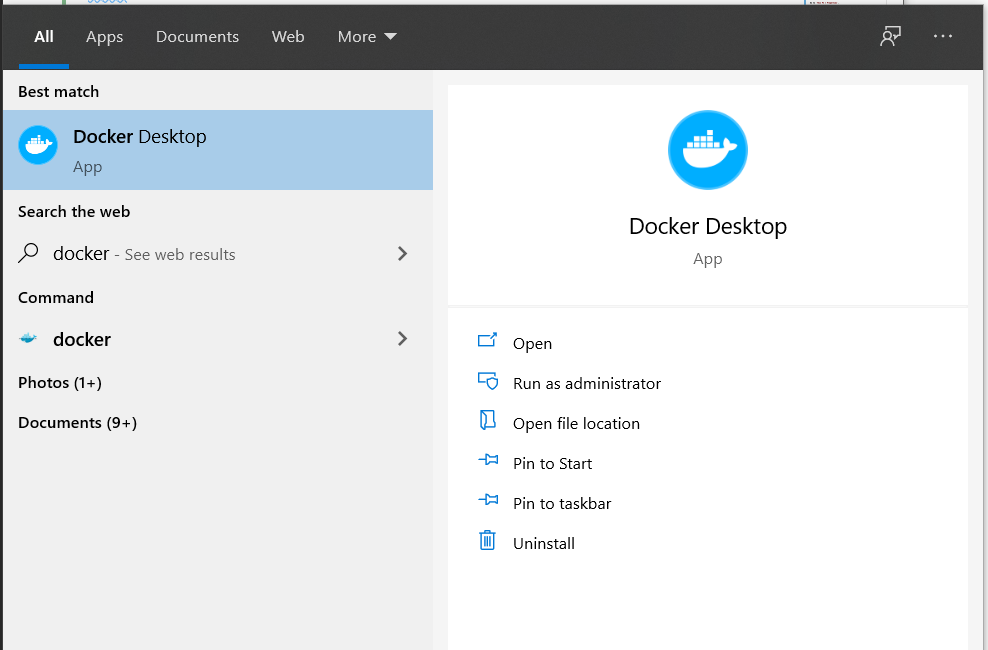 All Apps Documents Web More
Best match
Docker Desktop
App
Search the web
docker - See web results
Command
docker
Photos (1+)
Documents (9+)
Docker Desktop
App
Open
Run as administrator
Open file location
Pin to Start
Pin to taskbar
Uninstall